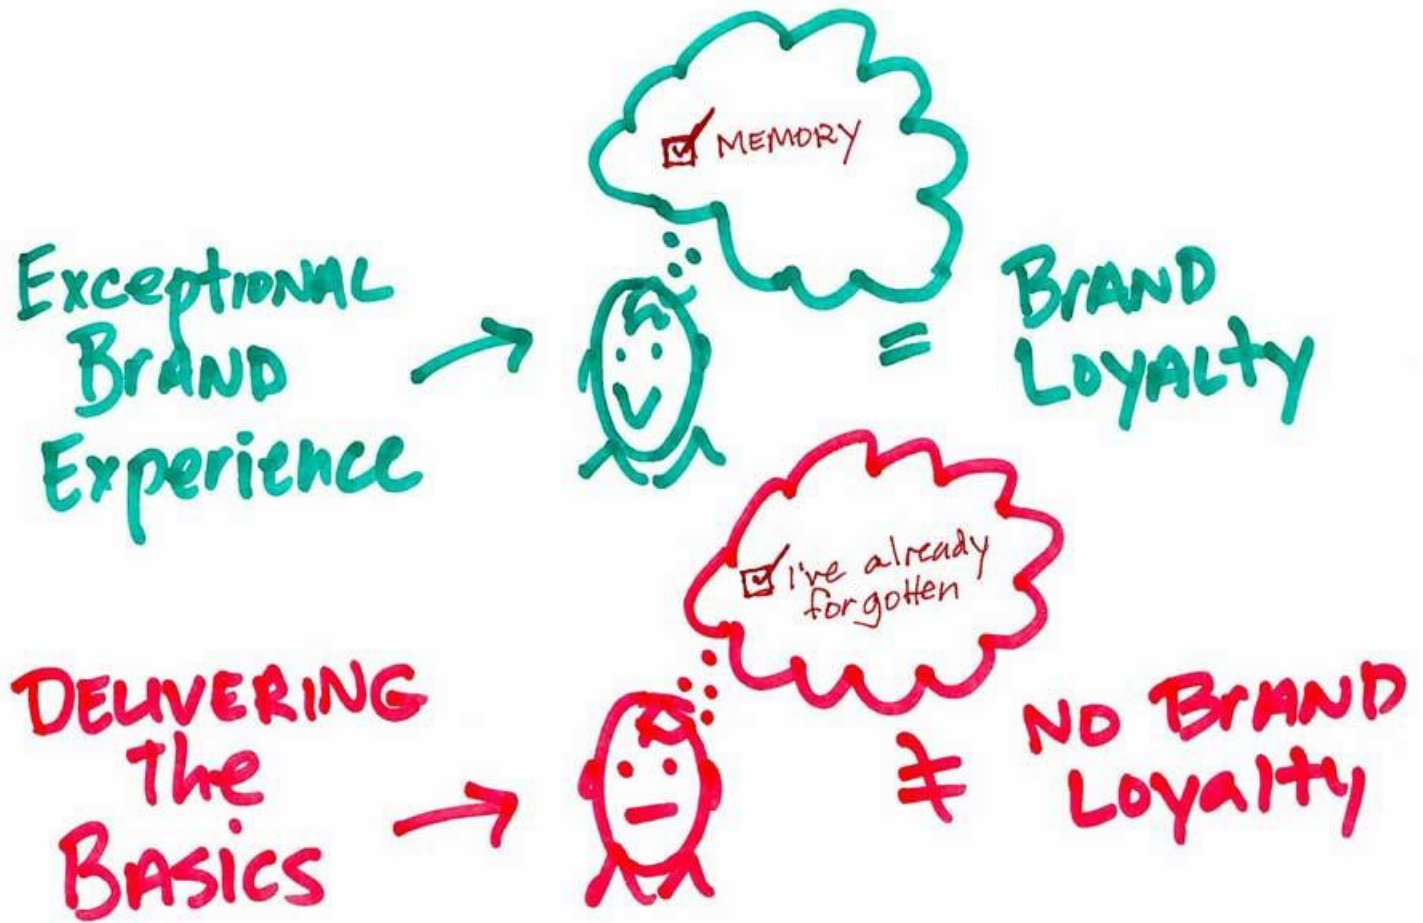 Exceptional
Brand
Experience
☑ MEMORY
=
Brand
Loyalty
DELIVERING
the
Basics
☑ I've already
forgotten
≠
No Brand
Loyalty